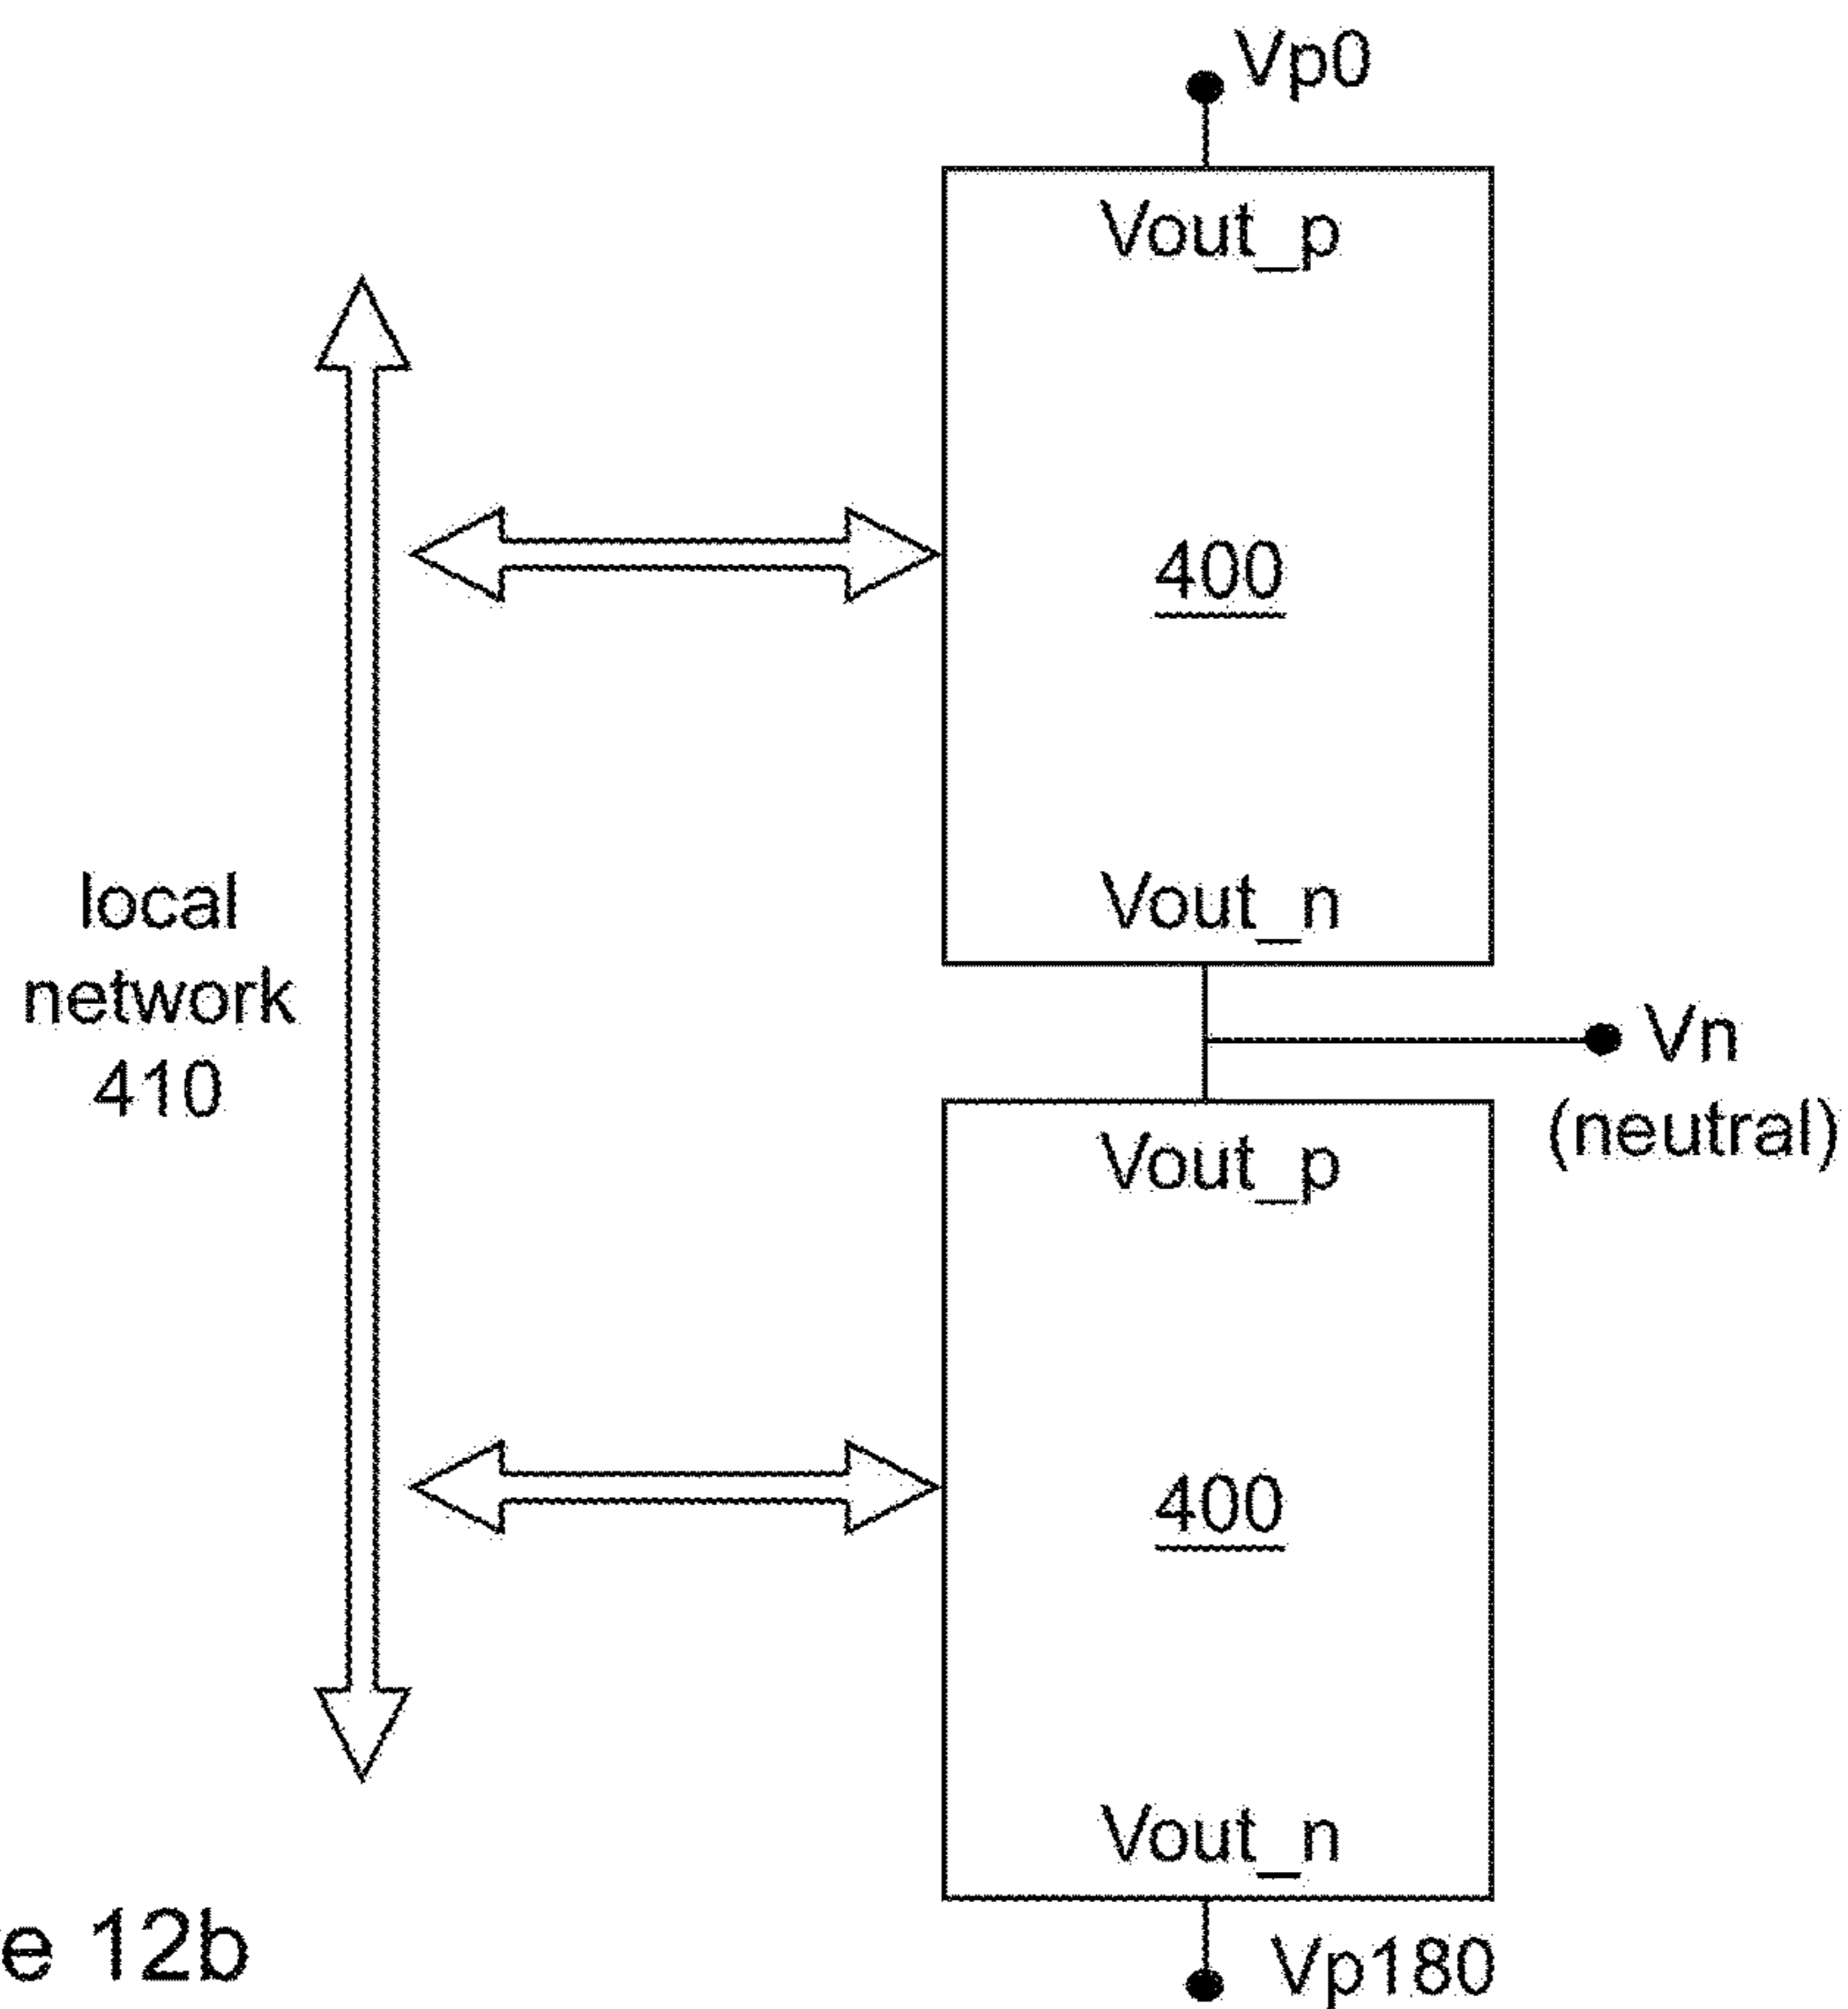 Vp0
Vout_p
400
Vout_n
local
network
410
Vn
(neutral)
Vout_p
400
Vout_n
12b
Vp180